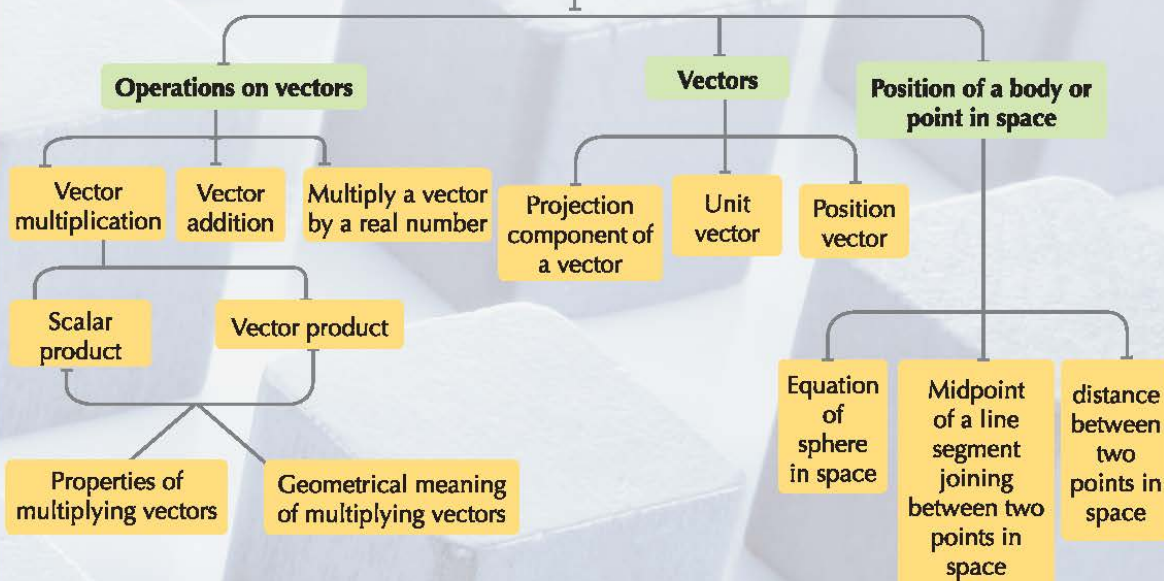 Operations on vectors
Vectors
Position of a body or
point in space
Vector
multiplication
Vector
addition
Multiply a vector
by a real number
Projection
component of
a vector
Unit
vector
Position
vector
Scalar
product
Vector product
Equation
of
sphere
in space
Midpoint
of a line
segment
joining
between two
points in
space
distance
between
two
points in
space
Properties of
multiplying vectors
Geometrical meaning
of multiplying vectors